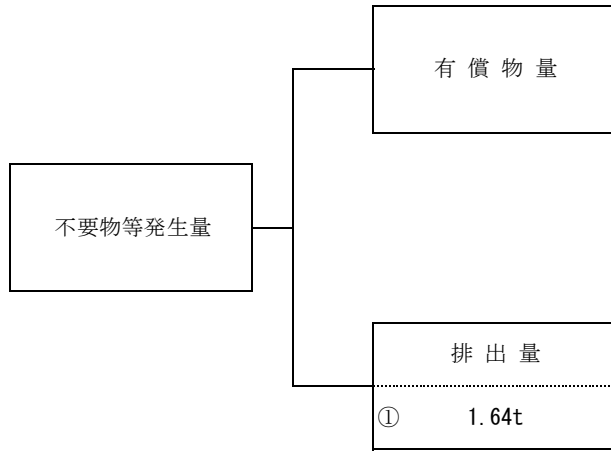 有 償 物 量
不要物等発生量
排 出 量
① 1.64t